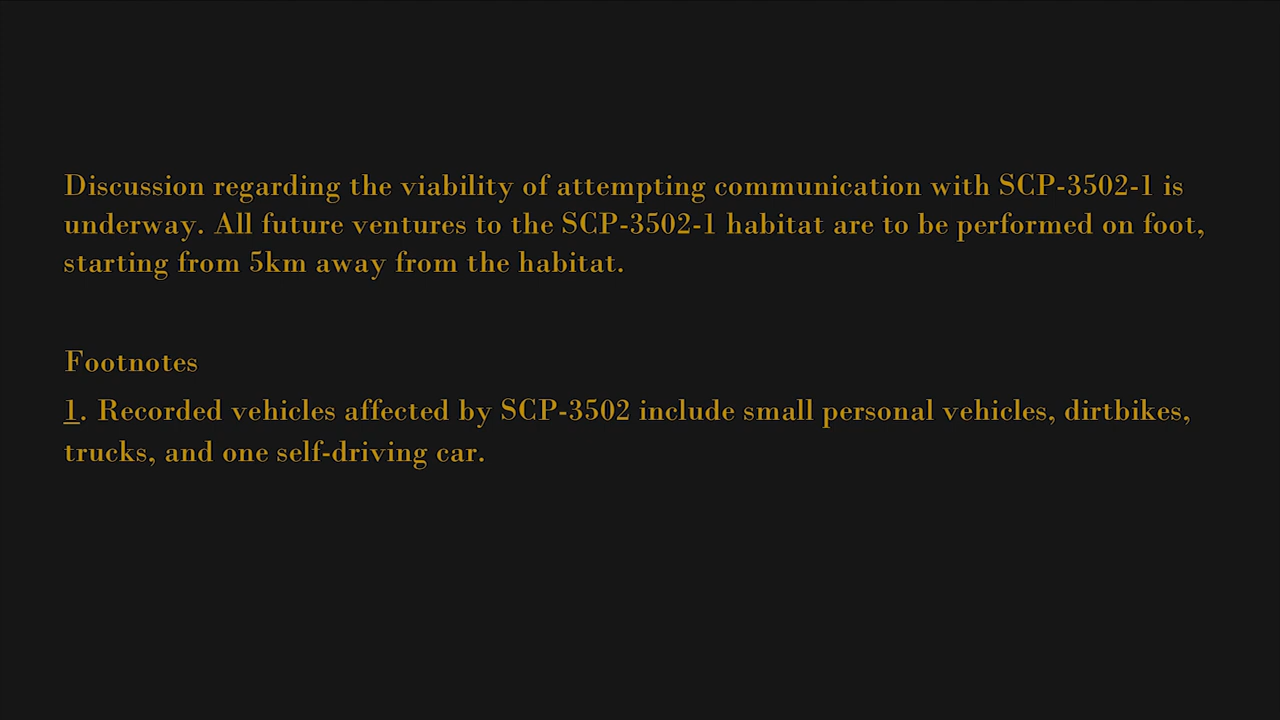 Discussion regarding the viability of attempting communication with SCP-3502-1 is
underway. All future ventures to the SCP-3502-1 habitat are to be performed on foot,
starting from 5km away from the habitat.
Footnotes
1. Recorded vehicles affected by SCP-3502 include small personal vehicles, dirtbikes,
trucks, and one self-driving car.